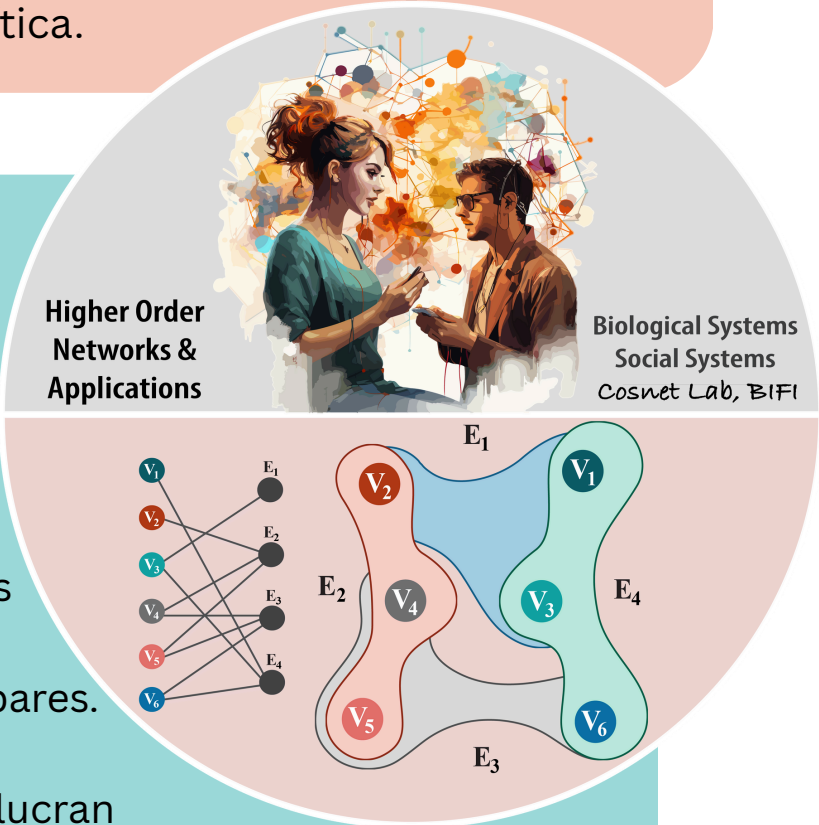 tica.
Higher Order
Networks &
Applications
Biological Systems
Social Systems
Cosnet Lab, BIFI
V1
V2
V3
V4
V5
V6
E1
E2
E3
E4
E1
V2
V1
E2
V4
V3
E4
V5
V6
E3
s
pares.
lucran